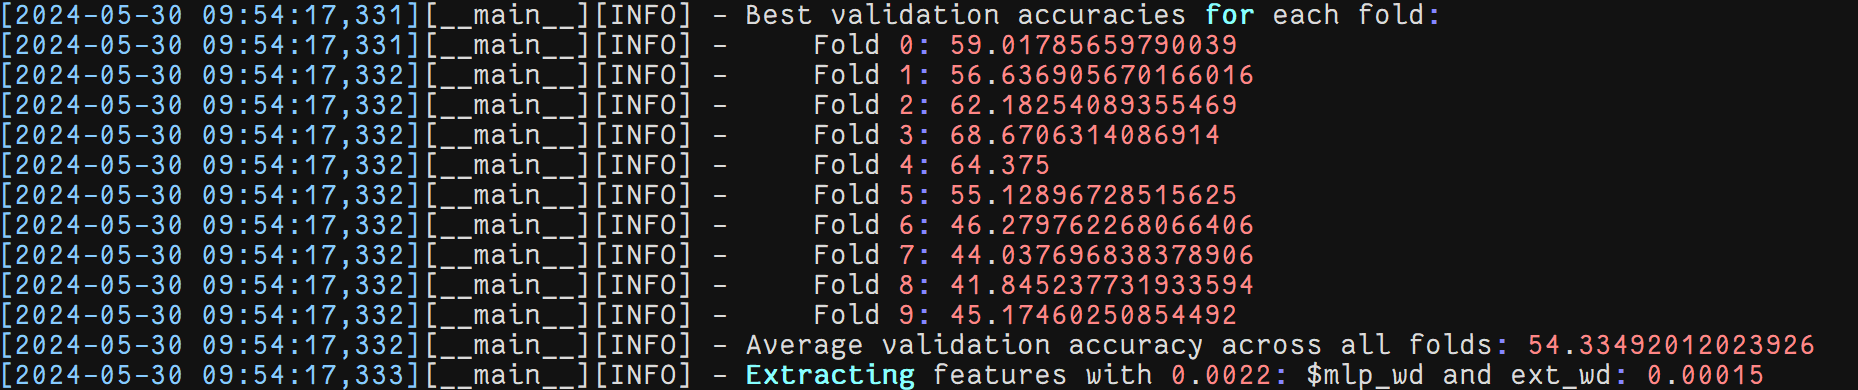 [2024-05-30 09:54:17,331][__main__][INFO] - Best validation accuracies for each fold:
[2024-05-30 09:54:17,331][__main__][INFO] -     Fold 0: 59.01785659790039
[2024-05-30 09:54:17,332][__main__][INFO] -     Fold 1: 56.636905670166016
[2024-05-30 09:54:17,332][__main__][INFO] -     Fold 2: 62.18254089355469
[2024-05-30 09:54:17,332][__main__][INFO] -     Fold 3: 68.6706314086914
[2024-05-30 09:54:17,332][__main__][INFO] -     Fold 4: 64.375
[2024-05-30 09:54:17,332][__main__][INFO] -     Fold 5: 55.12896728515625
[2024-05-30 09:54:17,332][__main__][INFO] -     Fold 6: 46.279762268066406
[2024-05-30 09:54:17,332][__main__][INFO] -     Fold 7: 44.037696838378906
[2024-05-30 09:54:17,332][__main__][INFO] -     Fold 8: 41.845237731933594
[2024-05-30 09:54:17,332][__main__][INFO] -     Fold 9: 45.17460250854492
[2024-05-30 09:54:17,332][__main__][INFO] - Average validation accuracy across all folds: 54.33492012023926
[2024-05-30 09:54:17,333][__main__][INFO] - Extracting features with 0.0022: $mlp_wd and ext_wd: 0.00015